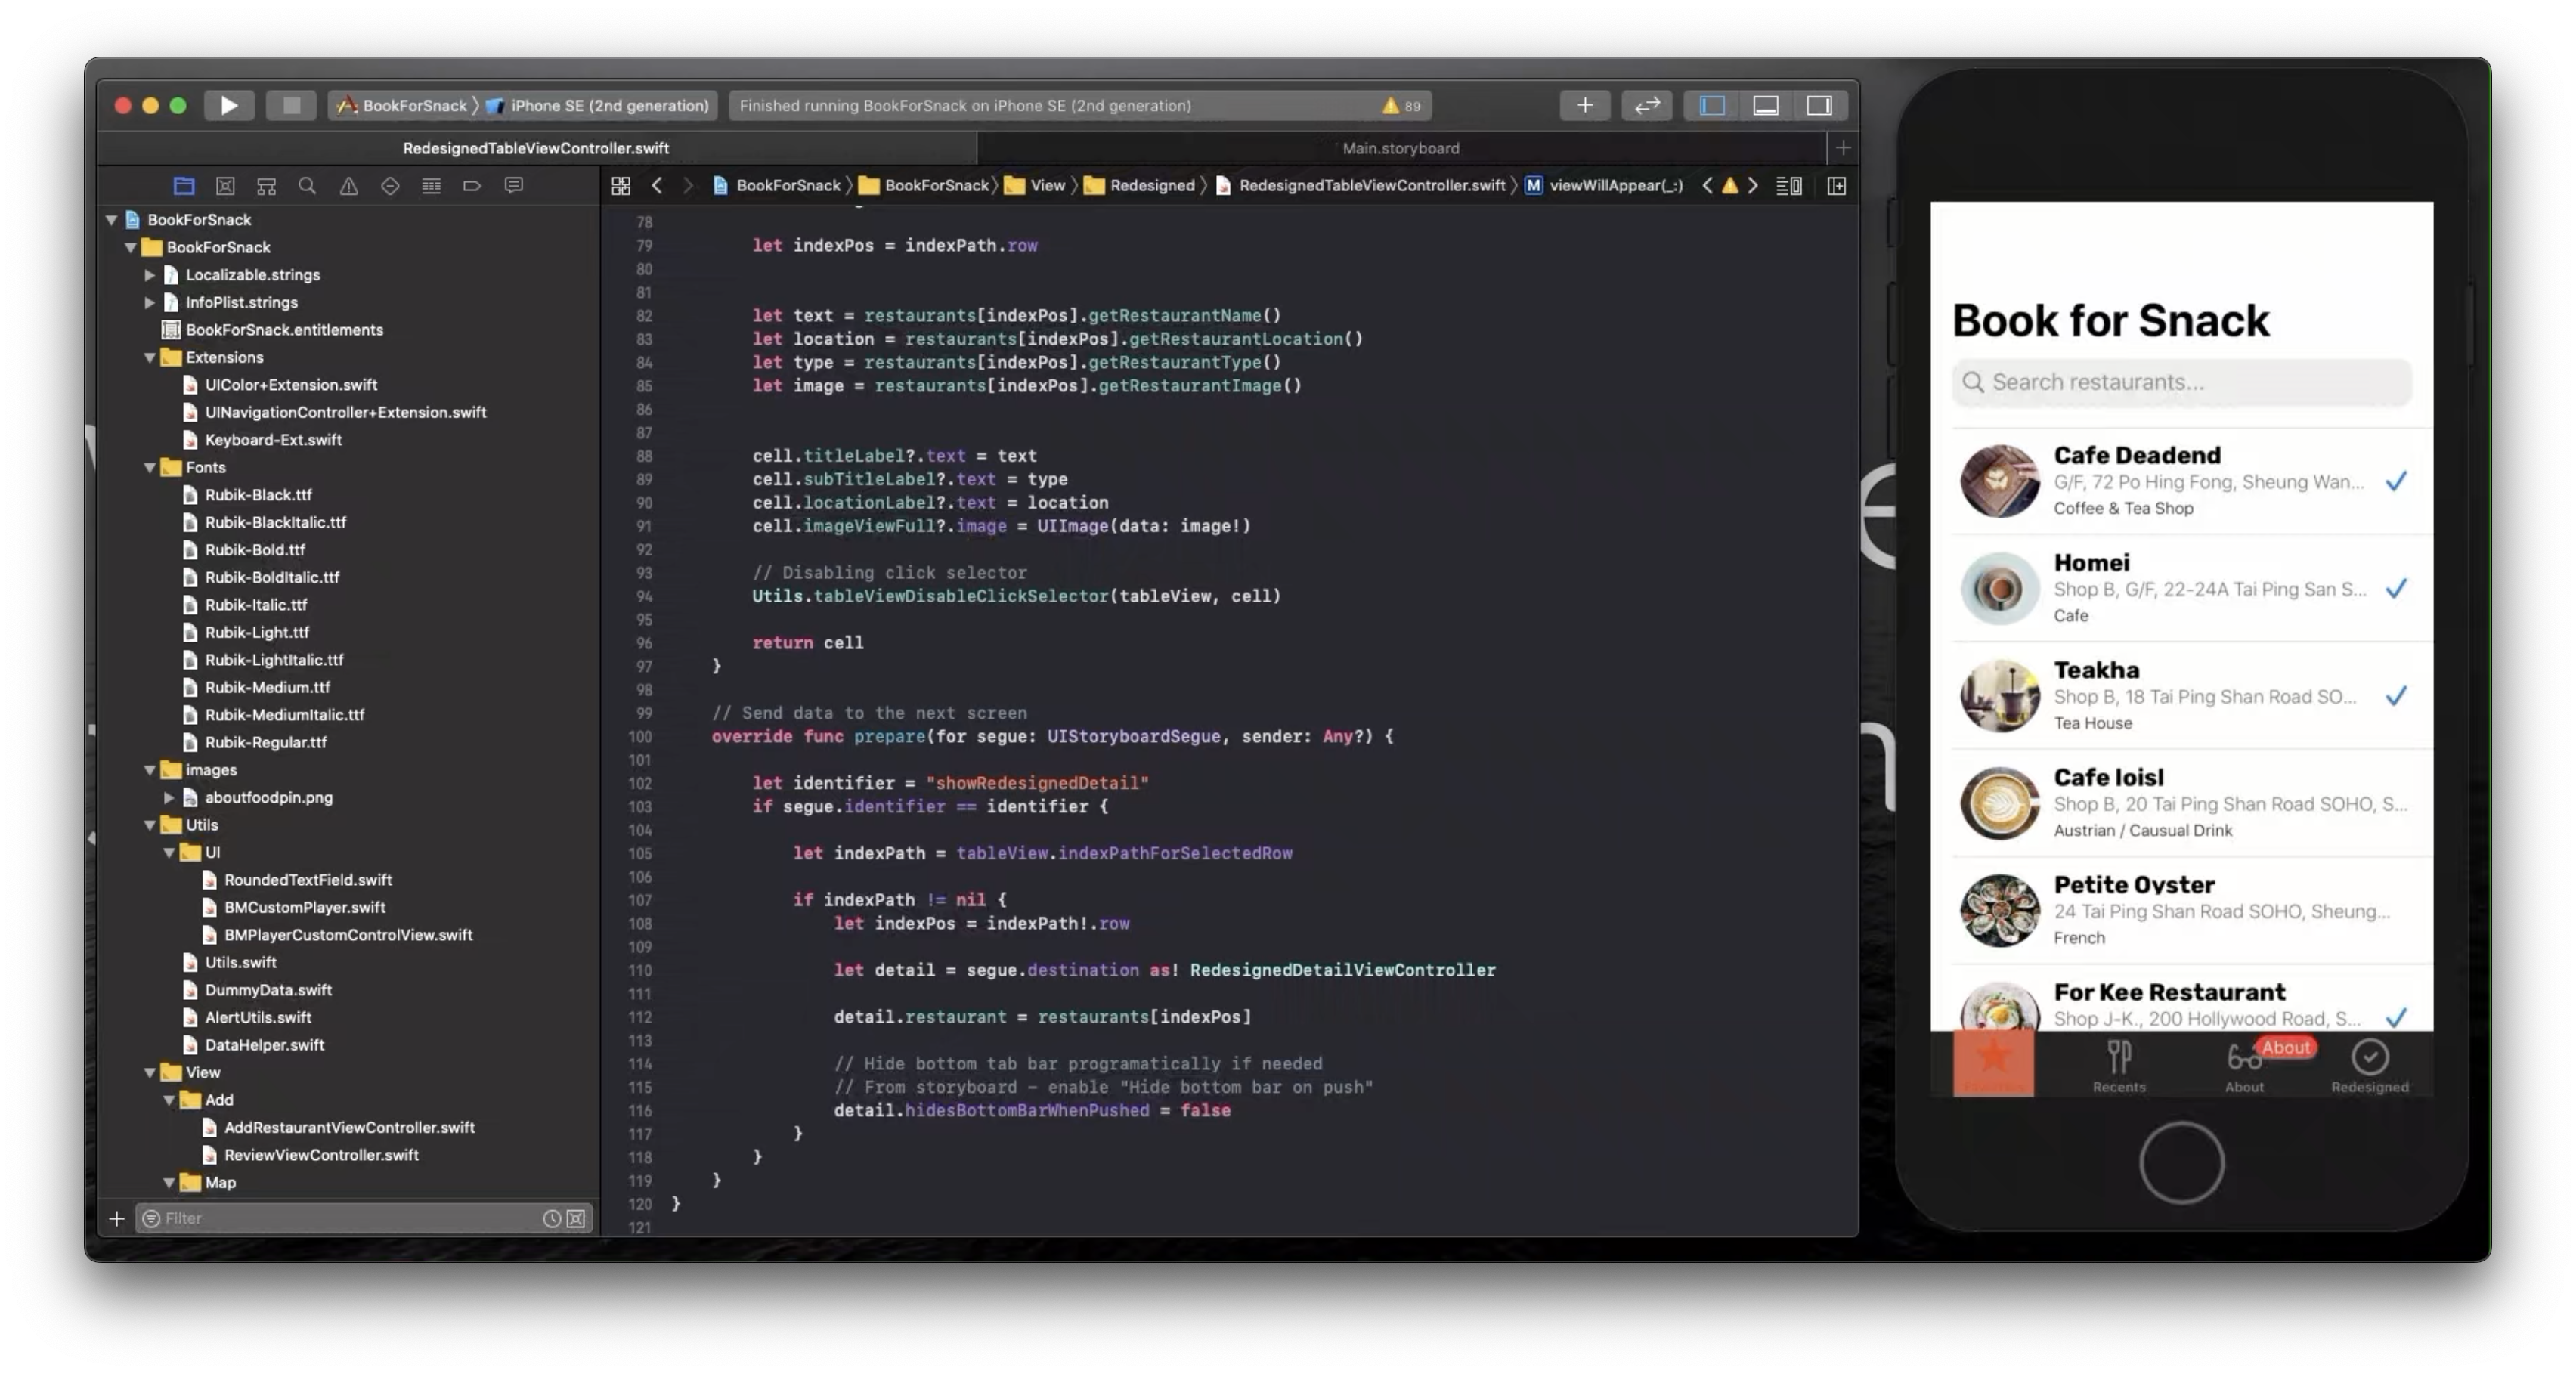 BookForSnack
iPhone SE (2nd generation)
Finished running BookForSnack on iPhone SE (2nd generation)
89
RedesignedTableViewController.swift
Main.storyboard
BookForSnack
BookForSnack
View
Redesigned
RedesignedTableViewController.swift
M
viewWillAppear(_:)
BookForSnack
BookForSnack
Localizable.strings
InfoPlist.strings
BookForSnack.entitlements
Extensions
UIColor+Extension.swift
UINavigationController+Extension.swift
Keyboard-Ext.swift
Fonts
Rubik-Black.ttf
Rubik-BlackItalic.ttf
Rubik-Bold.ttf
Rubik-BoldItalic.ttf
Rubik-Italic.ttf
Rubik-Light.ttf
Rubik-LightItalic.ttf
Rubik-Medium.ttf
Rubik-MediumItalic.ttf
Rubik-Regular.ttf
images
aboutfoodpin.png
Utils
UI
RoundedTextField.swift
BMCustomPlayer.swift
BMPlayerCustomControlView.swift
Utils.swift
DummyData.swift
AlertUtils.swift
DataHelper.swift
View
Add
AddRestaurantViewController.swift
ReviewViewController.swift
Map
Filter
78
79 let indexPos = indexPath.row
80
81
82 let text = restaurants[indexPos].getRestaurantName()
83 let location = restaurants[indexPos].getRestaurantLocation()
84 let type = restaurants[indexPos].getRestaurantType()
85 let image = restaurants[indexPos].getRestaurantImage()
86
87
88 cell.titleLabel?.text = text
89 cell.subTitleLabel?.text = type
90 cell.locationLabel?.text = location
91 cell.imageViewFull?.image = UIImage(data: image!)
92
93 // Disabling click selector
94 Utils.tableViewDisableClickSelector(tableView, cell)
95
96 return cell
97 }
98
99 // Send data to the next screen
100 override func prepare(for segue: UIStoryboardSegue, sender: Any?) {
101
102 let identifier = "showRedesignedDetail"
103 if segue.identifier == identifier {
104
105 let indexPath = tableView.indexPathForSelectedRow
106
107 if indexPath != nil {
108 let indexPos = indexPath!.row
109
110 let detail = segue.destination as! RedesignedDetailViewController
111
112 detail.restaurant = restaurants[indexPos]
113
114 // Hide bottom tab bar programatically if needed
115 // From storyboard - enable "Hide bottom bar on push"
116 detail.hidesBottomBarWhenPushed = false
117 }
118 }
119 }
120 }
121
Book for Snack
Search restaurants...
Cafe Deadend
G/F, 72 Po Hing Fong, Sheung Wan...
Coffee & Tea Shop
Homei
Shop B, G/F, 22-24A Tai Ping San S...
Cafe
Teakha
Shop B, 18 Tai Ping Shan Road SO...
Tea House
Cafe loisl
Shop B, 20 Tai Ping Shan Road SOHO, S...
Austrian / Causual Drink
Petite Oyster
24 Tai Ping Shan Road SOHO, Sheung...
French
For Kee Restaurant
Shop J-K., 200 Hollywood Road, S...
About
Recents
About
Redesigned